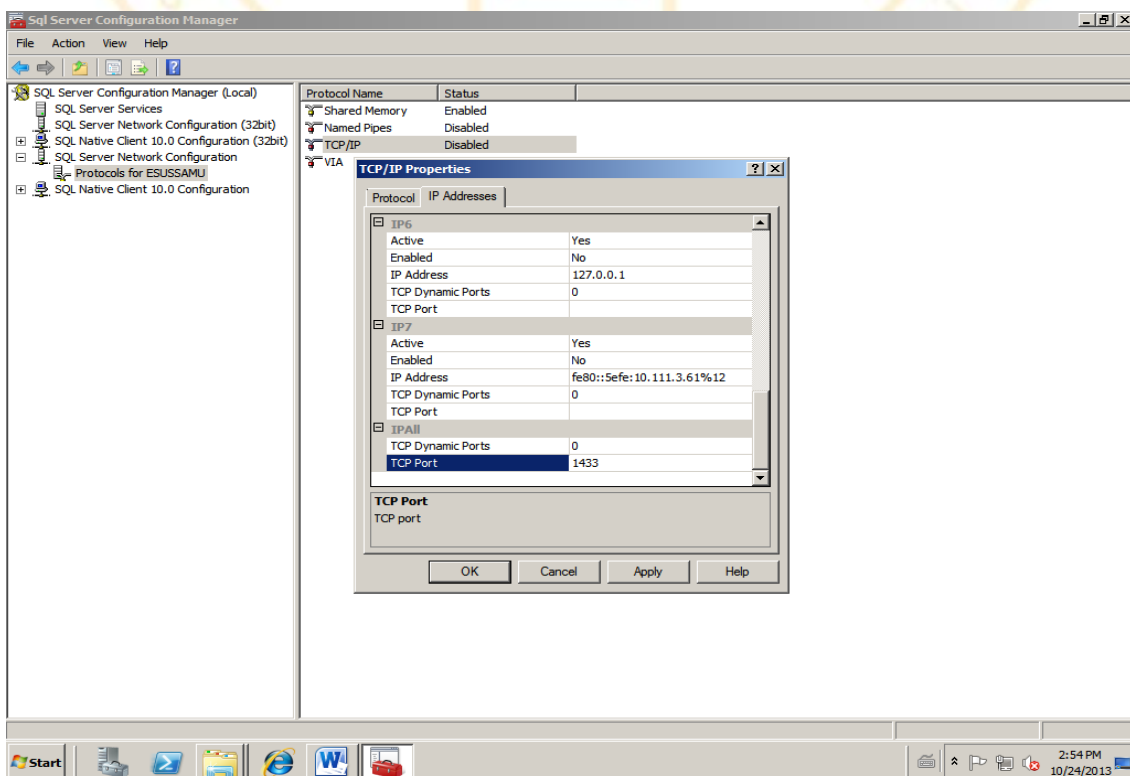 Sql Server Configuration Manager
File Action View Help
SQL Server Configuration Manager (Local)
SQL Server Services
SQL Server Network Configuration (32bit)
SQL Native Client 10.0 Configuration (32bit)
SQL Server Network Configuration
Protocols for ESUSSAMU
SQL Native Client 10.0 Configuration
Protocol Name Status
Shared Memory Enabled
Named Pipes Disabled
TCP/IP Disabled
VIA
TCP/IP Properties
Protocol IP Addresses
IP6
Active Yes
Enabled No
IP Address 127.0.0.1
TCP Dynamic Ports 0
TCP Port
IP7
Active Yes
Enabled No
IP Address fe80::5efe:10.111.3.61%12
TCP Dynamic Ports 0
TCP Port
IPAll
TCP Dynamic Ports 0
TCP Port 1433
TCP Port
TCP port
OK Cancel Apply Help
Start
2:54 PM
10/24/2013